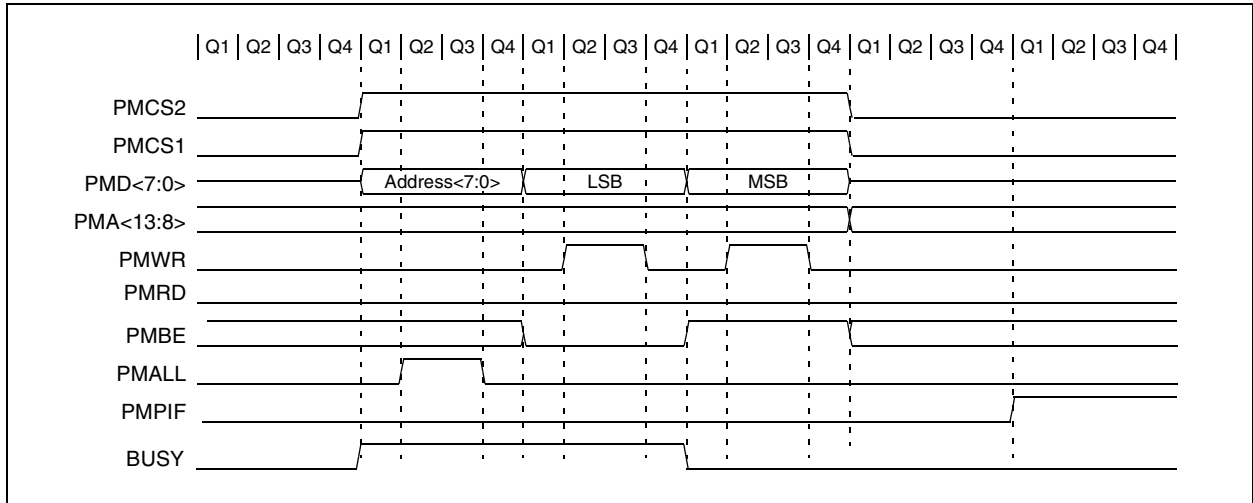 Q1 Q2 Q3 Q4 Q1 Q2 Q3 Q4 Q1 Q2 Q3 Q4 Q1 Q2 Q3 Q4 Q1 Q2 Q3 Q4 Q1 Q2 Q3 Q4
PMCS2
PMCS1
PMD<7:0> Address<7:0> LSB MSB
PMA<13:8>
PMWR
PMRD
PMBE
PMALL
PMPIF
BUSY